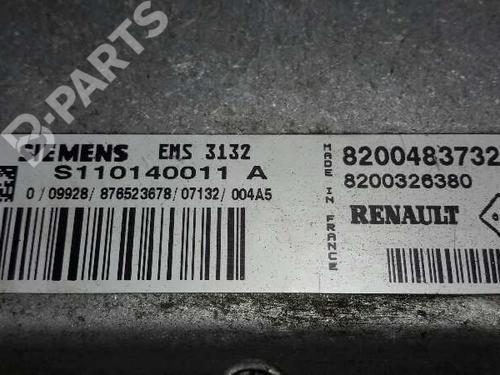 B-PARTS
SIEMENS EMS 3132
S110140011 A
0 / 09928 / 876523678 / 07132 / 004A5
MADE IN FRANCE
8200483732
8200326380
RENAULT